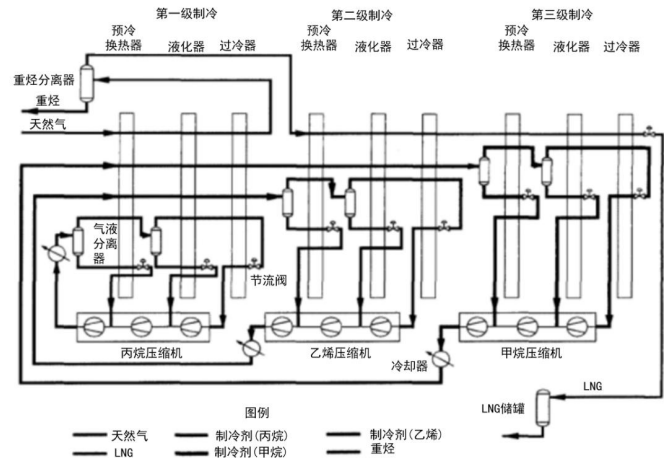 第一级制冷
第二级制冷
第三级制冷
预冷
换热器
液化器
过冷器
预冷
换热器
液化器
过冷器
预冷
换热器
液化器
过冷器
重烃分离器
重烃
天然气
气液
分离
器
节流阀
丙烷压缩机
乙烯压缩机
冷却器
甲烷压缩机
LNG
LNG储罐
图例
天然气
制冷剂(丙烷)
制冷剂(乙烯)
LNG
制冷剂(甲烷)
重烃